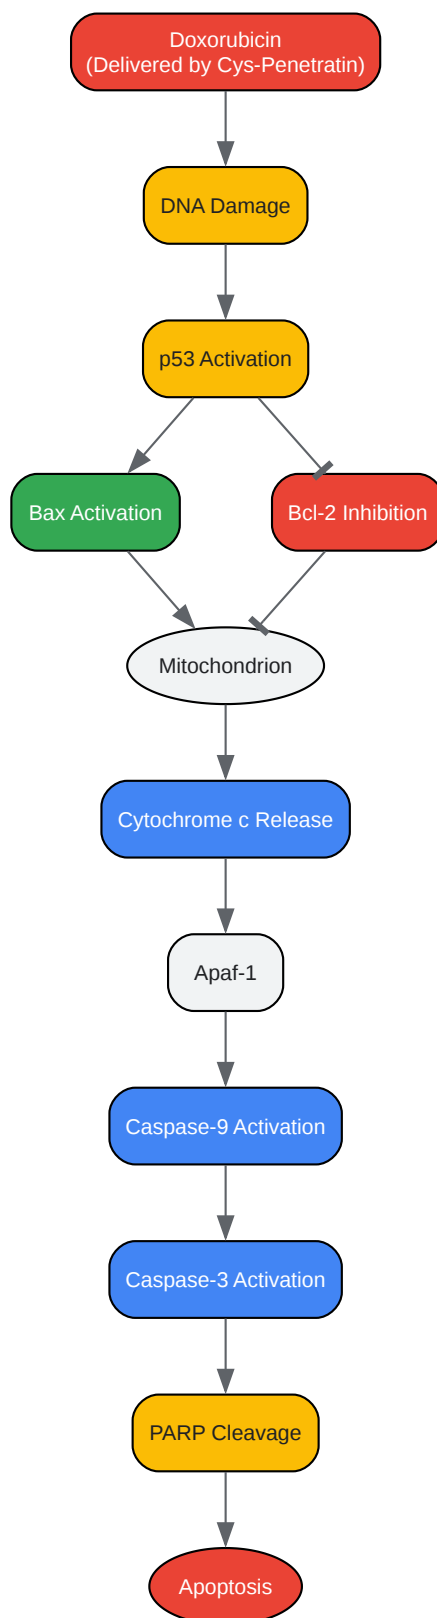 Doxorubicin
(Delivered by Cys-Penetratin)
DNA Damage
p53 Activation
Bax Activation
Bcl-2 Inhibition
Mitochondrion
Cytochrome c Release
Apaf-1
Caspase-9 Activation
Caspase-3 Activation
PARP Cleavage
Apoptosis